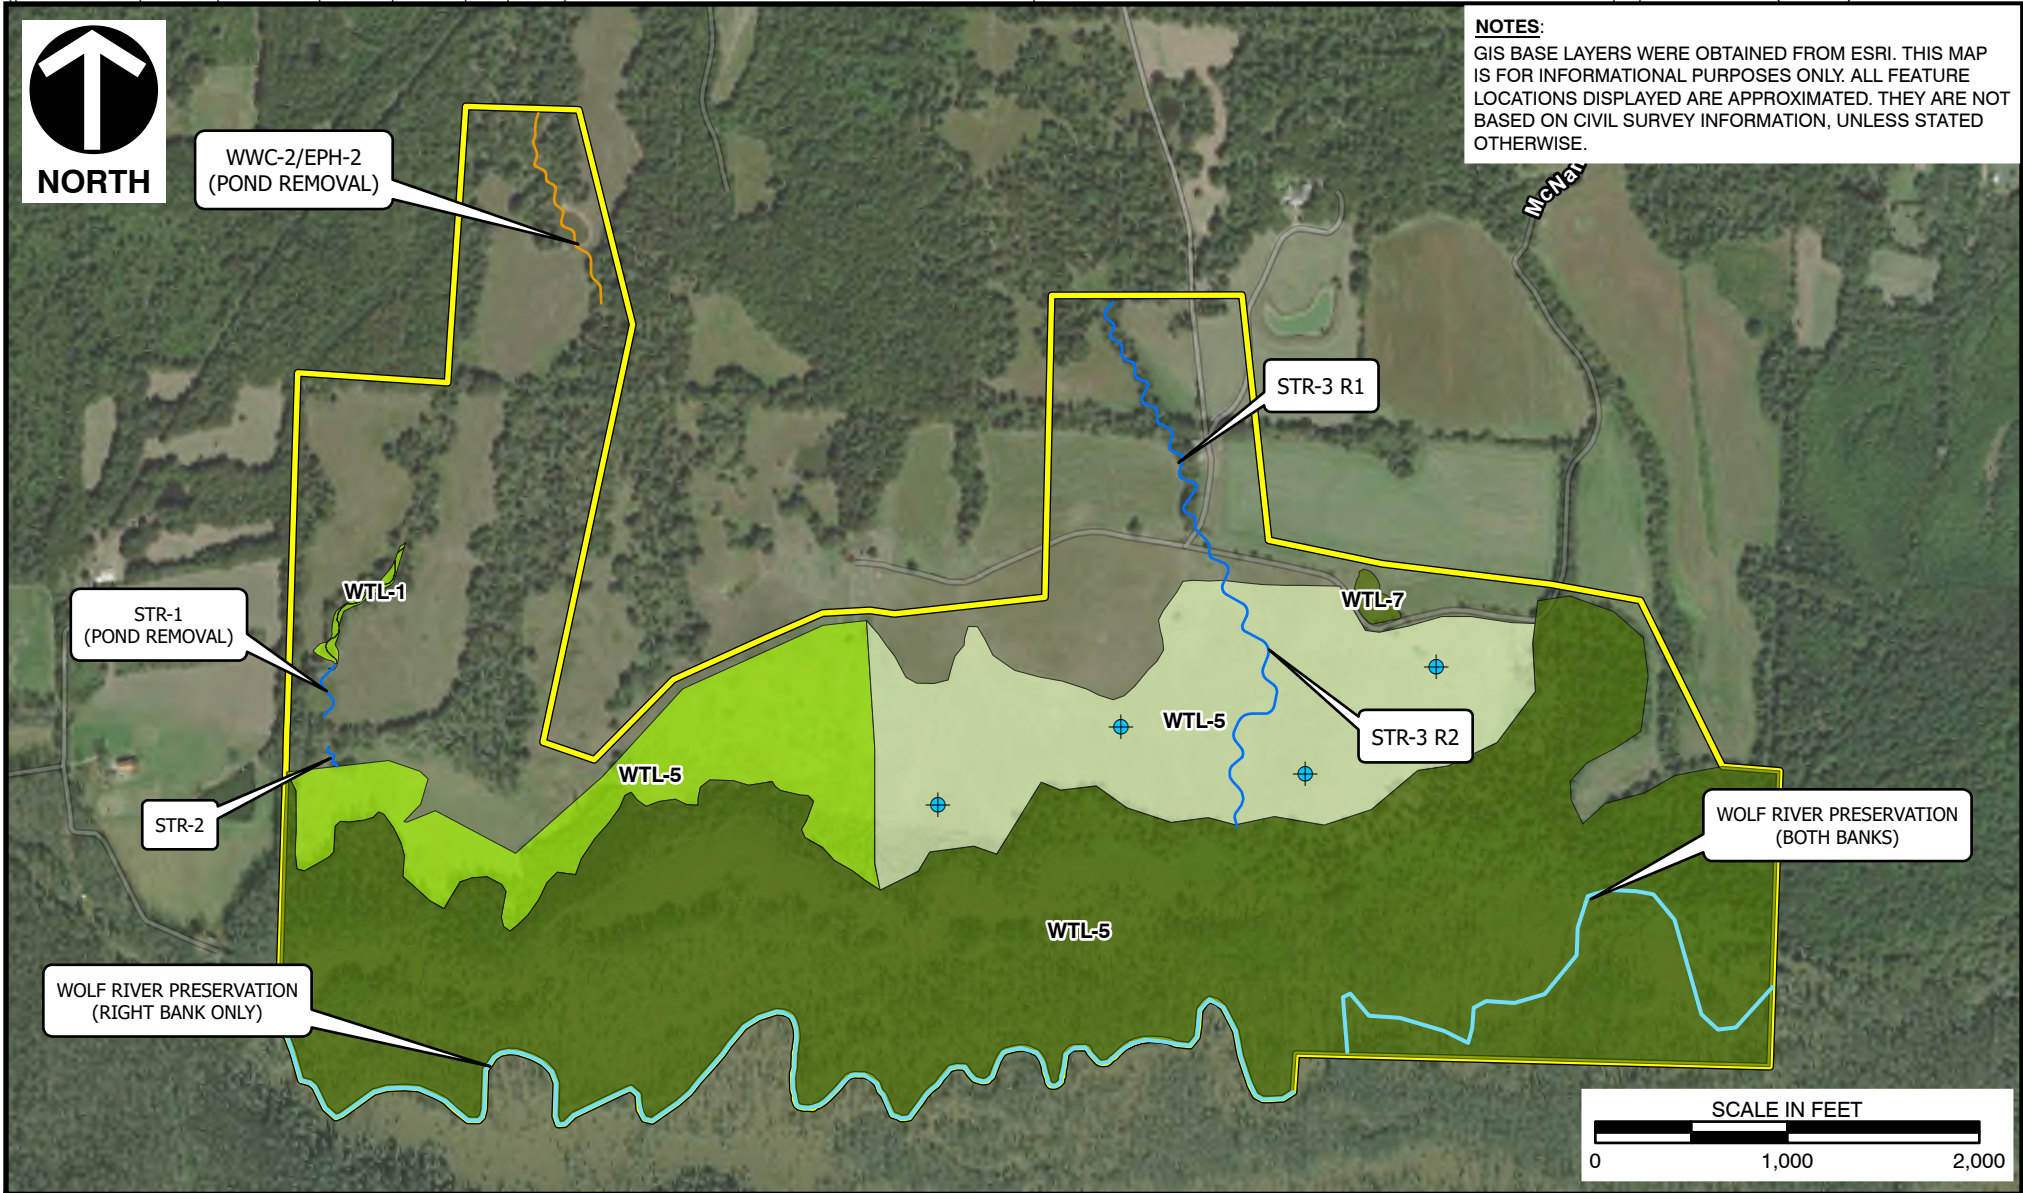 NOTES:
GIS BASE LAYERS WERE OBTAINED FROM ESRI. THIS MAP
IS FOR INFORMATIONAL PURPOSES ONLY. ALL FEATURE
LOCATIONS DISPLAYED ARE APPROXIMATED. THEY ARE NOT
BASED ON CIVIL SURVEY INFORMATION, UNLESS STATED
OTHERWISE.
NORTH
WWC-2/EPH-2
(POND REMOVAL)
STR-3 R1
WTL-1
WTL-7
STR-1
(POND REMOVAL)
WTL-5
STR-3 R2
WTL-5
STR-2
WOLF RIVER PRESERVATION
(BOTH BANKS)
WTL-5
WOLF RIVER PRESERVATION
(RIGHT BANK ONLY)
SCALE IN FEET
0
1,000
2,000